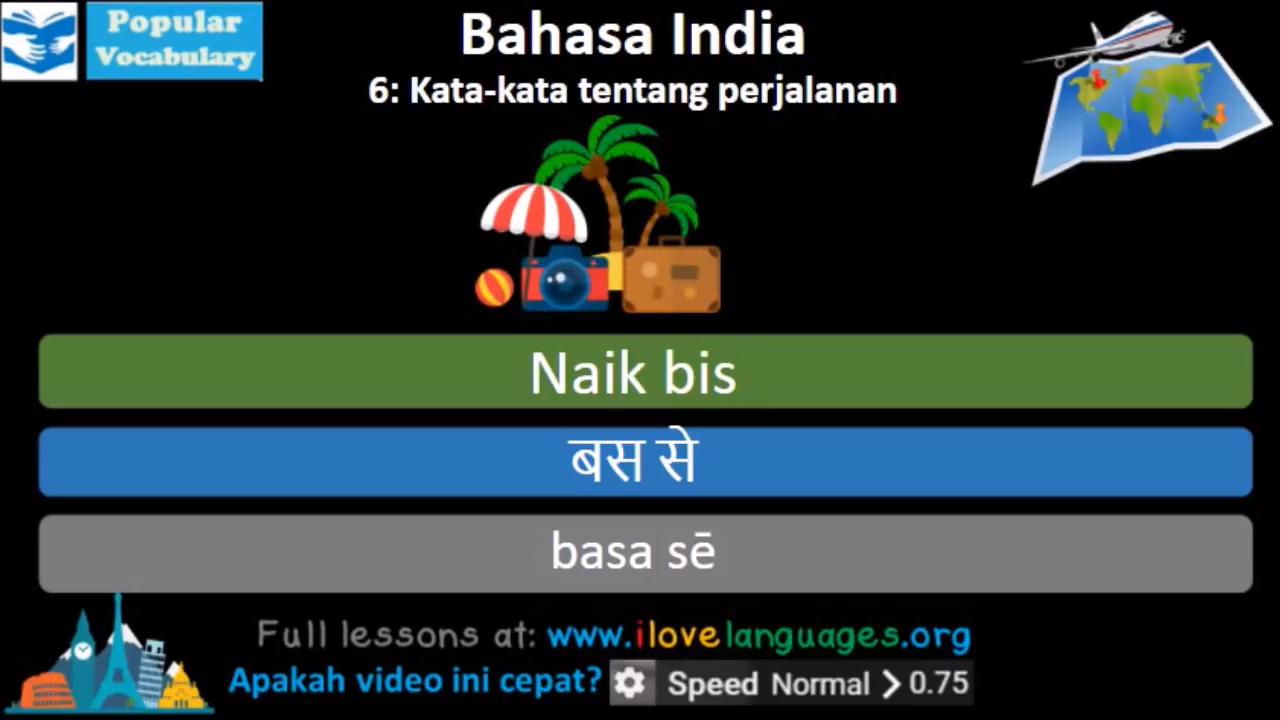 Popular
Vocabulary
Bahasa India
6: Kata-kata tentang perjalanan
Naik bis
बस से
basa sē
Full lessons at: www.ilovelanguages.org
Apakah video ini cepat? Speed Normal > 0.75